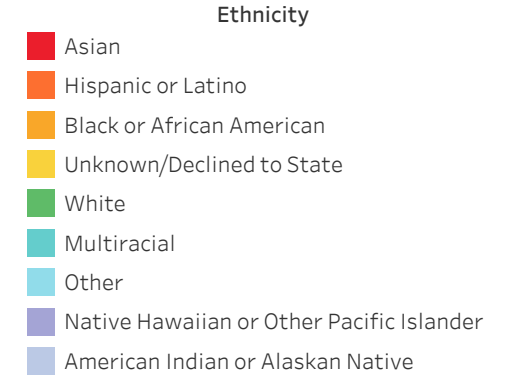 Ethnicity
Asian
Hispanic or Latino
Black or African American
Unknown/Declined to State
White
Multiracial
Other
Native Hawaiian or Other Pacific Islander
American Indian or Alaskan Native